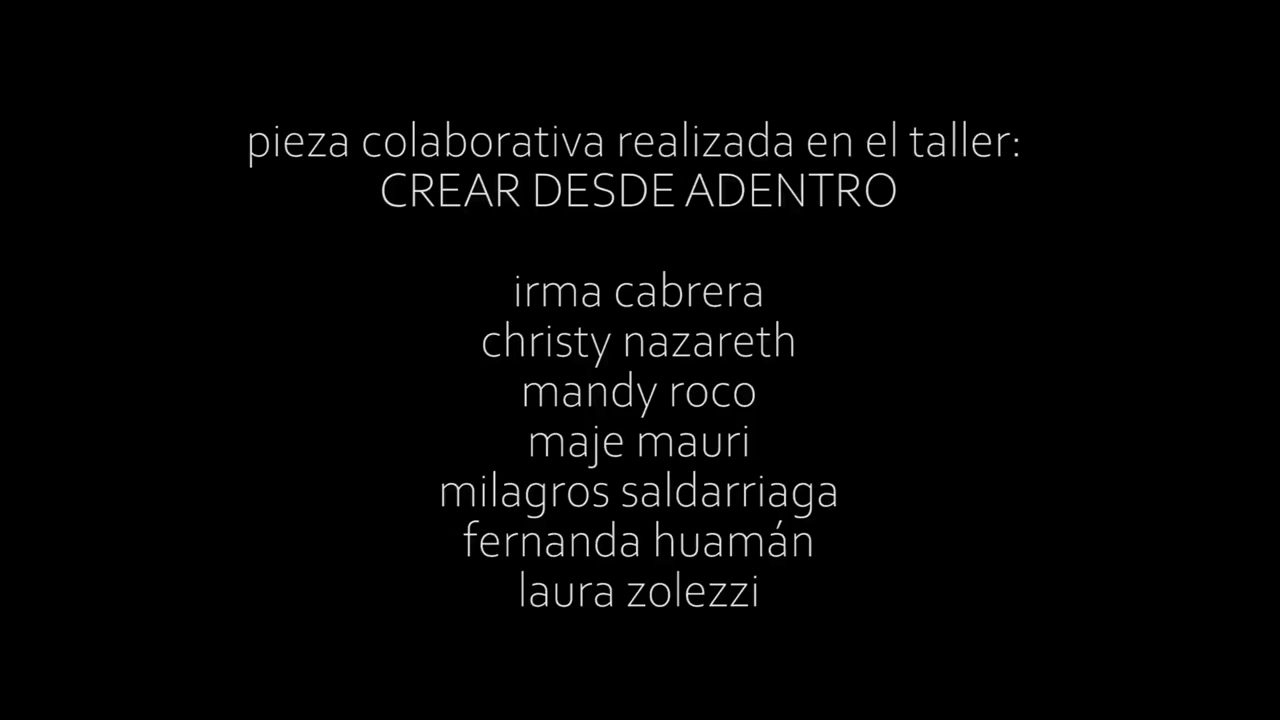 pieza colaborativa realizada en el taller:
CREAR DESDE ADENTRO
irma cabrera
christy nazareth
mandy roco
maje mauri
milagros saldarriaga
fernanda huamán
laura zolezzi